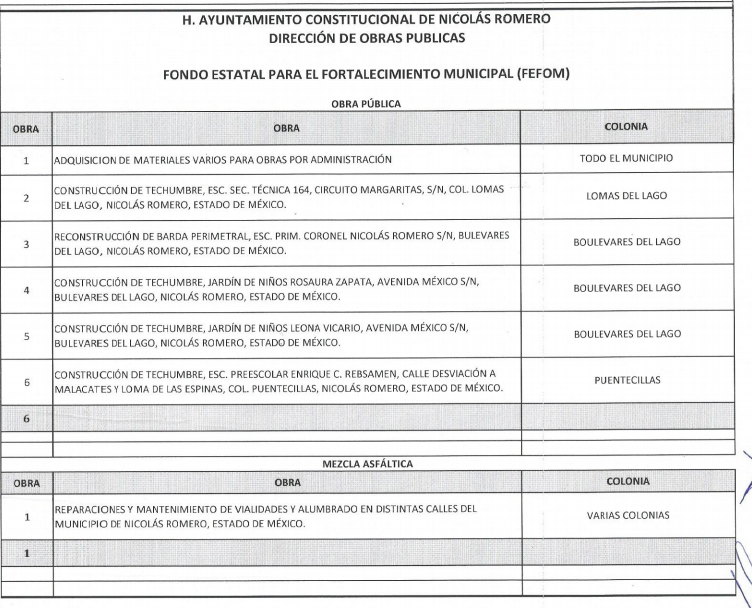 H. AYUNTAMIENTO CONSTITUCIONAL DE NICOLÁS ROMERO
DIRECCIÓN DE OBRAS PUBLICAS
FONDO ESTATAL PARA EL FORTALECIMIENTO MUNICIPAL (FEFOM)
OBRA PÚBLICA
OBRA OBRA COLONIA
1 ADQUISICION DE MATERIALES VARIOS PARA OBRAS POR ADMINISTRACIÓN TODO EL MUNICIPIO
2 CONSTRUCCIÓN DE TECHUMBRE, ESC. SEC. TÉCNICA 164, CIRCUITO MARGARITAS, S/N, COL. LOMAS
DEL LAGO, NICOLÁS ROMERO, ESTADO DE MÉXICO. LOMAS DEL LAGO
3 RECONSTRUCCIÓN DE BARDA PERIMETRAL, ESC. PRIM. CORONEL NICOLÁS ROMERO S/N, BULEVARES
DEL LAGO, NICOLÁS ROMERO, ESTADO DE MÉXICO. BOULEVARES DEL LAGO
4 CONSTRUCCIÓN DE TECHUMBRE, JARDÍN DE NIÑOS ROSAURA ZAPATA, AVENIDA MÉXICO S/N,
BULEVARES DEL LAGO, NICOLÁS ROMERO, ESTADO DE MÉXICO. BOULEVARES DEL LAGO
5 CONSTRUCCIÓN DE TECHUMBRE, JARDÍN DE NIÑOS LEONA VICARIO, AVENIDA MÉXICO S/N,
BULEVARES DEL LAGO, NICOLÁS ROMERO, ESTADO DE MÉXICO. BOULEVARES DEL LAGO
6 CONSTRUCCIÓN DE TECHUMBRE, ESC. PREESCOLAR ENRIQUE C. REBSAMEN, CALLE DESVIACIÓN A
MALACATES Y LOMA DE LAS ESPINAS, COL. PUENTECILLAS, NICOLÁS ROMERO, ESTADO DE MÉXICO. PUENTECILLAS
6
MEZCLA ASFÁLTICA
OBRA OBRA COLONIA
1 REPARACIONES Y MANTENIMIENTO DE VIALIDADES Y ALUMBRADO EN DISTINTAS CALLES DEL
MUNICIPIO DE NICOLÁS ROMERO, ESTADO DE MÉXICO. VARIAS COLONIAS
1